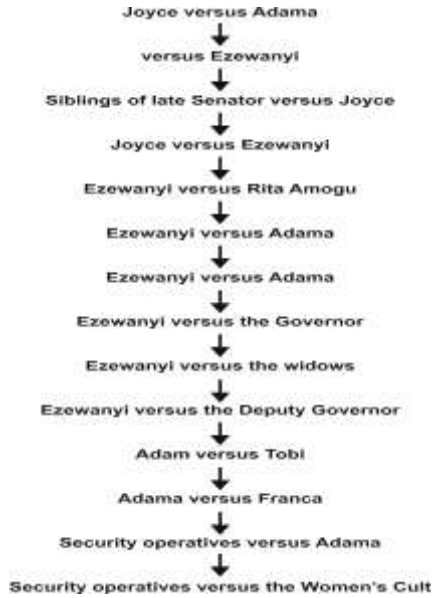 Joyce versus Adama
versus Ezewanyi
Siblings of late Senator versus Joyce
Joyce versus Ezewanyi
Ezewanyi versus Rita Amogu
Ezewanyi versus Adama
Ezewanyi versus Adama
Ezewanyi versus the Governor
Ezewanyi versus the widows
Ezewanyi versus the Deputy Governor
Adam versus Tobi
Adama versus Franca
Security operatives versus Adama
Security operatives versus the Women's Cult